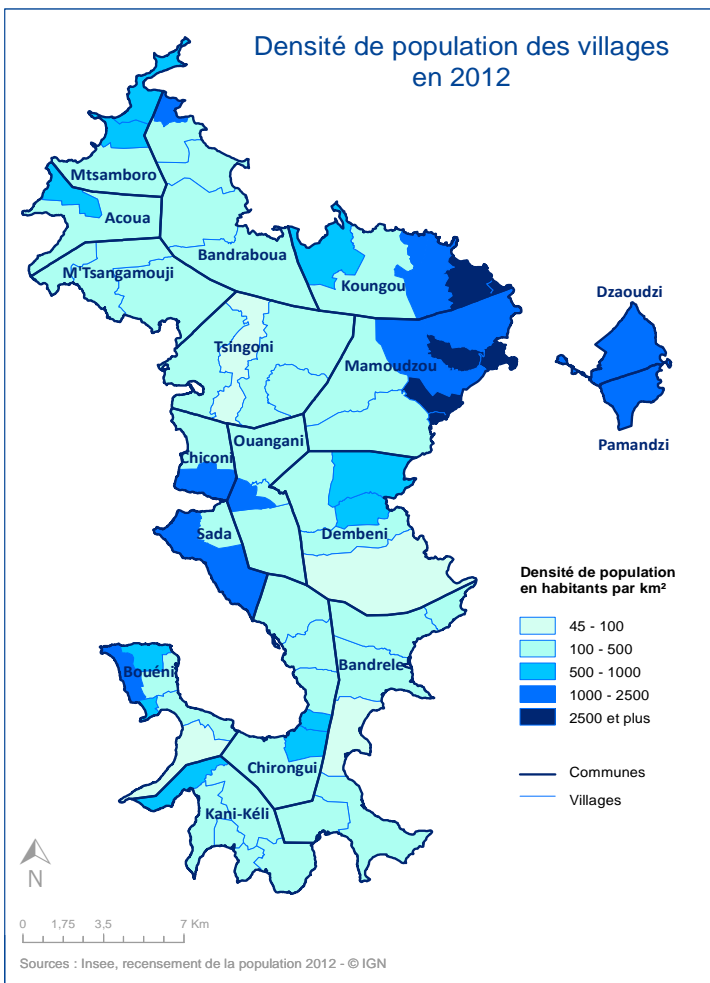 Densité de population des villages
en 2012
Mtsamboro
Acoua
M'Tsangamouji
Bandraboua
Koungou
Dzaoudzi
Tsingoni
Mamoudzou
Pamandzi
Ouangani
Chiconi
Sada
Dembeni
Bouéni
Bandrele
Chirongui
Kani-Kéli
Densité de population
en habitants par km²
45 - 100
100 - 500
500 - 1000
1000 - 2500
2500 et plus
Communes
Villages
N
0 1,75 3,5 7 Km
Sources : Insee, recensement de la population 2012 - © IGN